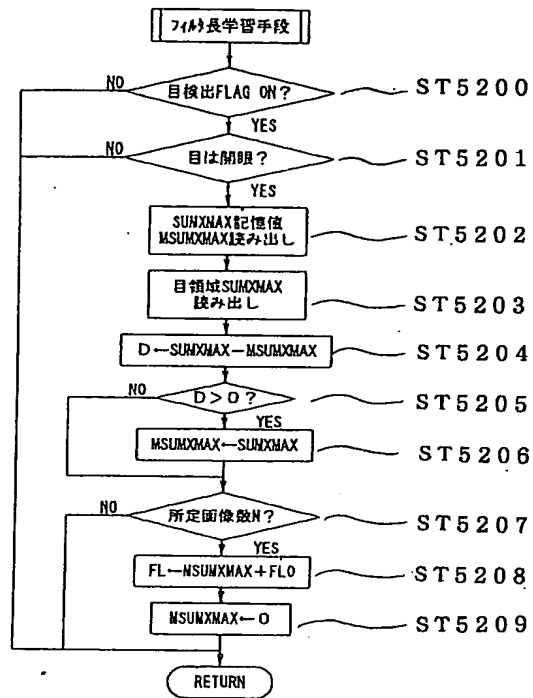 フィルタ長学習手段
NO
目検出FLAG ON?
ST5200
YES
NO
目は開眼?
ST5201
YES
SUMXMAX記憶値
MSUMXMAX読み出し
ST5202
目領域SUMXMAX
読み出し
ST5203
D←SUMXMAX-MSUMXMAX
ST5204
NO
D>0?
ST5205
YES
MSUMXMAX←SUMXMAX
ST5206
NO
所定画像数N?
ST5207
YES
FL←MSUMXMAX+FL0
ST5208
MSUMXMAX←0
ST5209
RETURN